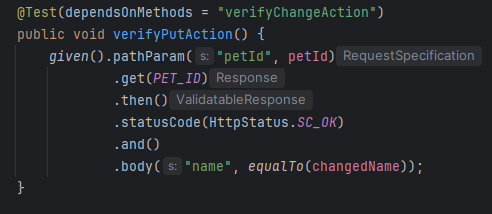 @Test(dependsOnMethods = "verifyChangeAction")
public void verifyPutAction() {
given().pathParam( s: "petId", petId) RequestSpecification
.get(PET_ID) Response
.then() ValidatableResponse
.statusCode(HttpStatus.SC_OK)
.and()
.body( s: "name", equalTo(changedName));
}